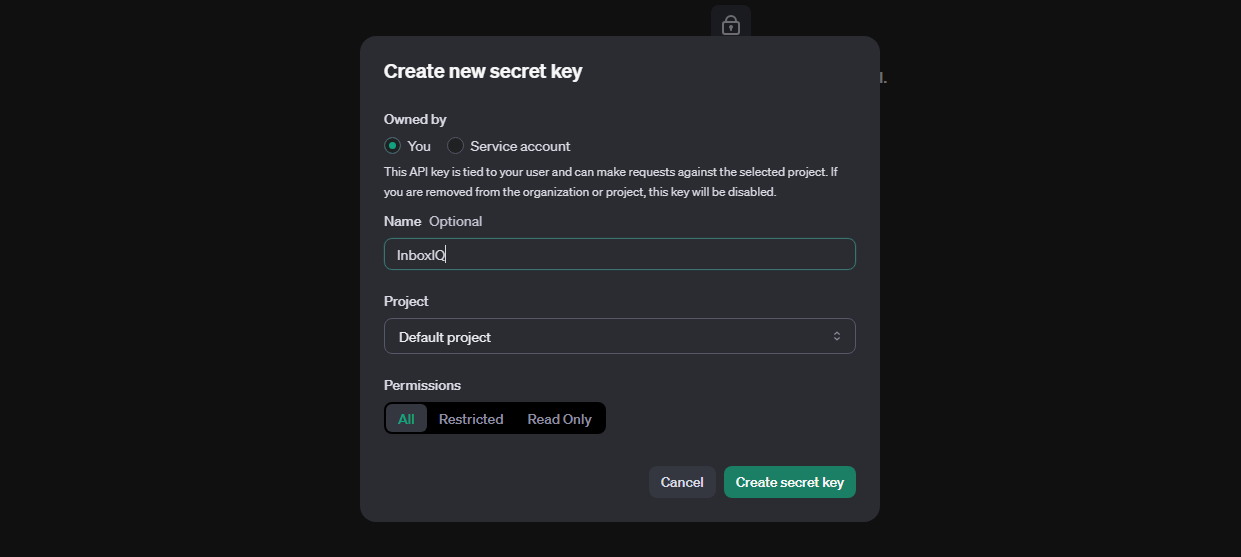 Create new secret key
Owned by
You Service account
This API key is tied to your user and can make requests against the selected project. If
you are removed from the organization or project, this key will be disabled.
Name Optional
InboxIQ
Project
Default project
Permissions
All Restricted Read Only
Cancel Create secret key